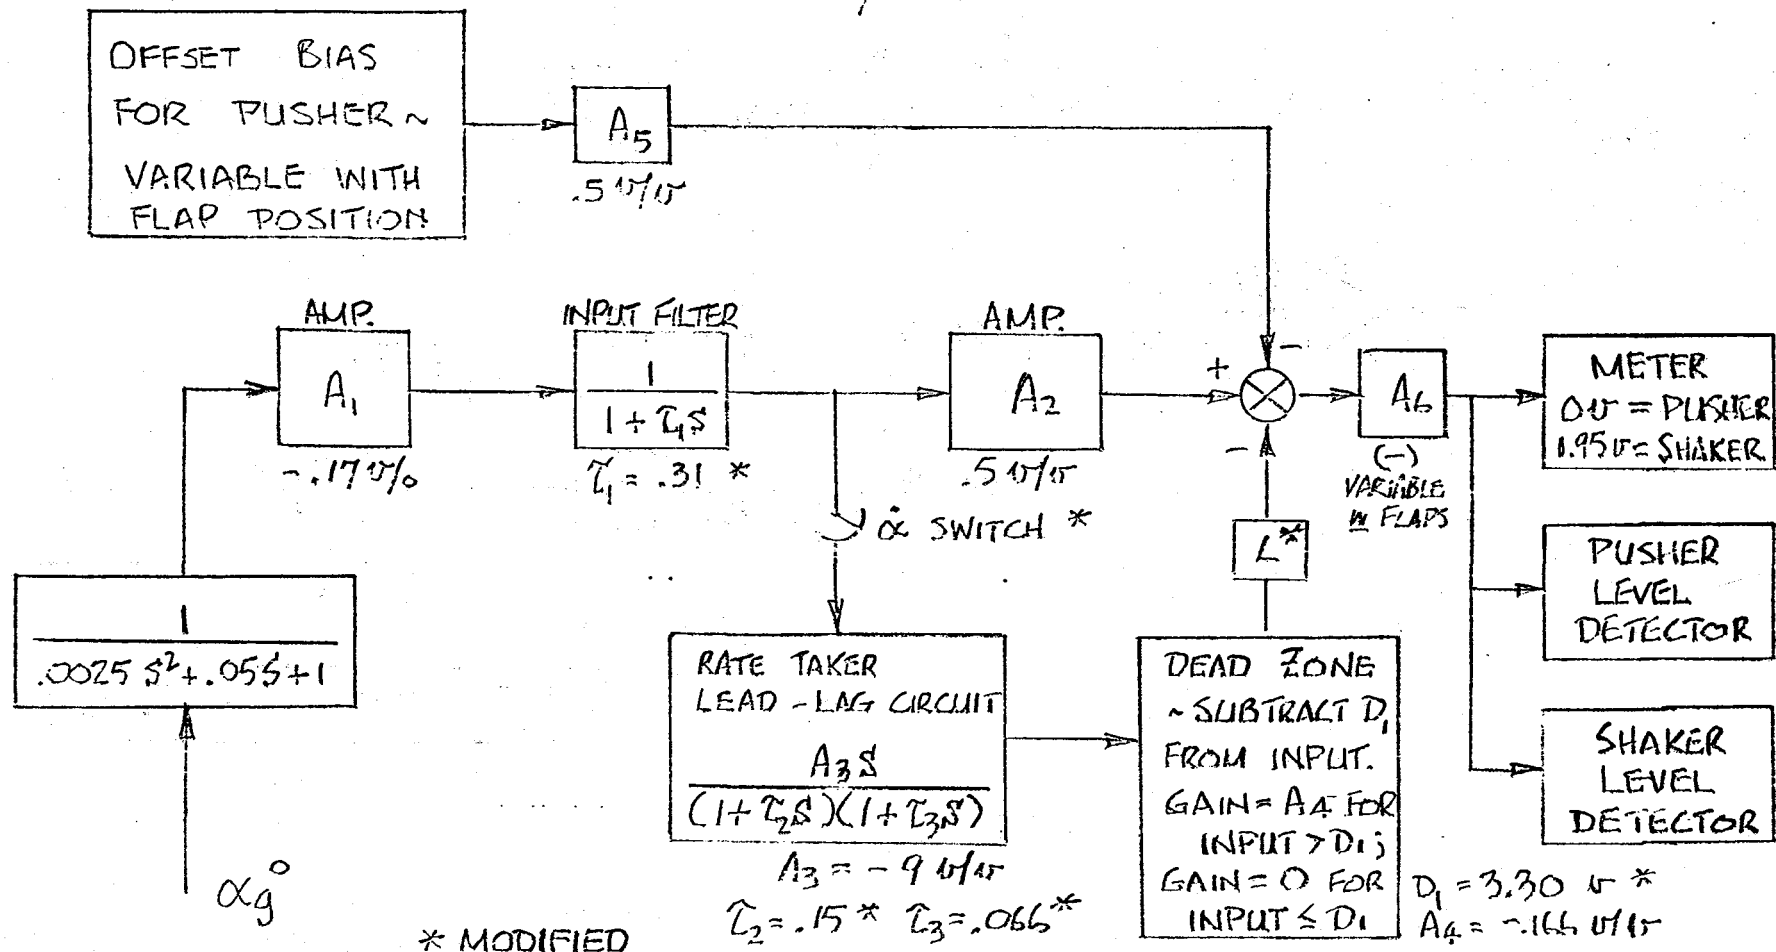 OFFSET BIAS
FOR PUSHER ~
VARIABLE WITH
FLAP POSITION
A5
.5 v/v
AMP.
A1
-.17 v/°
INPUT FILTER
1
1 + τ1S
τ1 = .31 *
AMP.
A2
.5 v/v
α̇ SWITCH *
+
-
-
A6
(-)
VARIABLE
w FLAPS
L*
METER
0v = PUSHER
1.95v = SHAKER
PUSHER
LEVEL
DETECTOR
SHAKER
LEVEL
DETECTOR
1
.0025 S² + .05S + 1
αg°
RATE TAKER
LEAD - LAG CIRCUIT
A3 S
(1 + τ2S)(1 + τ3S)
A3 = - 9 v/v
τ2 = .15 * τ3 = .066 *
DEAD ZONE
~ SUBTRACT D1
FROM INPUT.
GAIN = A4 FOR
INPUT > D1;
GAIN = 0 FOR
INPUT ≤ D1
D1 = 3.30 v *
A4 = -.166 v/v
* MODIFIED